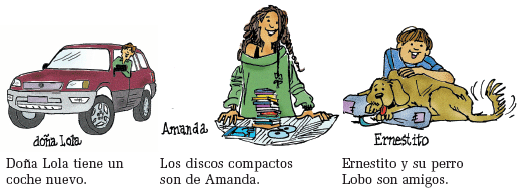 doña Lola
Amanda
Ernestito
Doña Lola tiene un
coche nuevo.
Los discos compactos
son de Amanda.
Ernestito y su perro
Lobo son amigos.